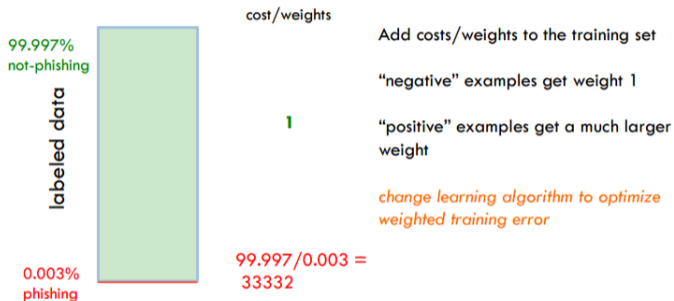 cost/weights
99.997%
not-phishing
labeled data
0.003%
phishing
1
99.997/0.003 =
33332
Add costs/weights to the training set
“negative” examples get weight 1
“positive” examples get a much larger
weight
change learning algorithm to optimize
weighted training error